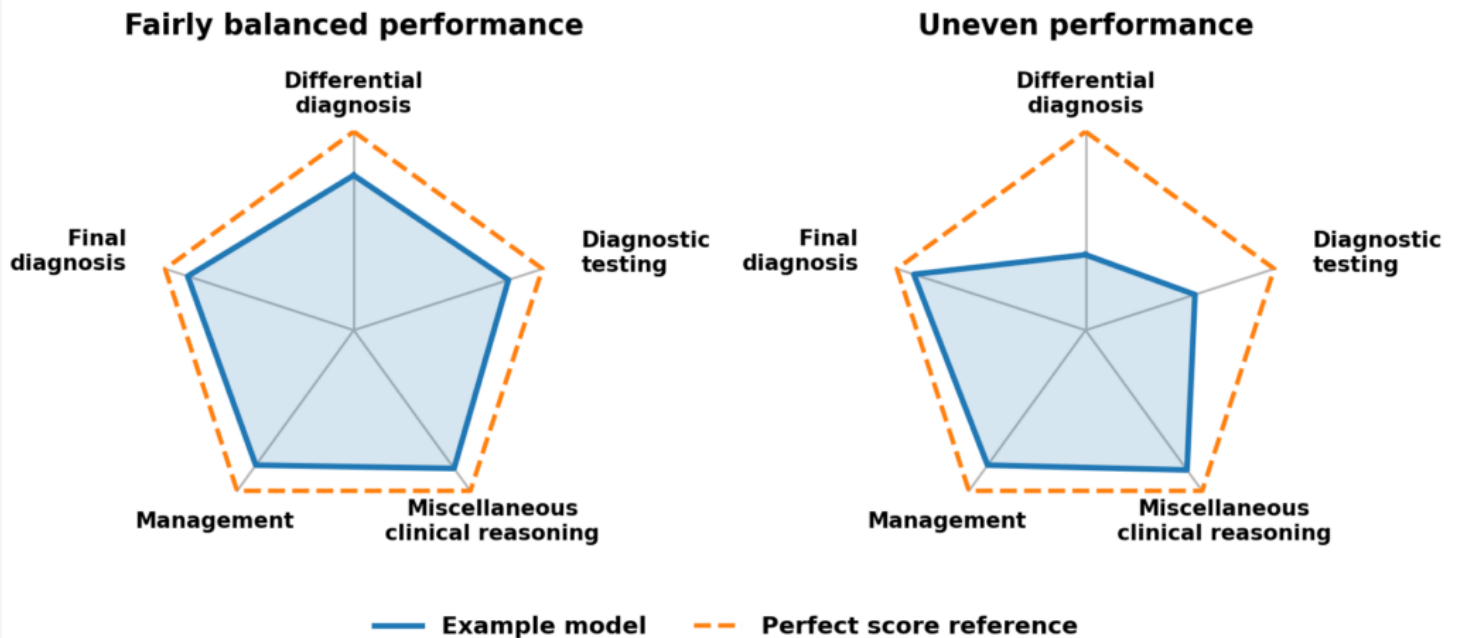 Fairly balanced performance
Differential
diagnosis
Final
diagnosis
Diagnostic
testing
Management
Miscellaneous
clinical reasoning
Uneven performance
Differential
diagnosis
Final
diagnosis
Diagnostic
testing
Management
Miscellaneous
clinical reasoning
Example model
Perfect score reference